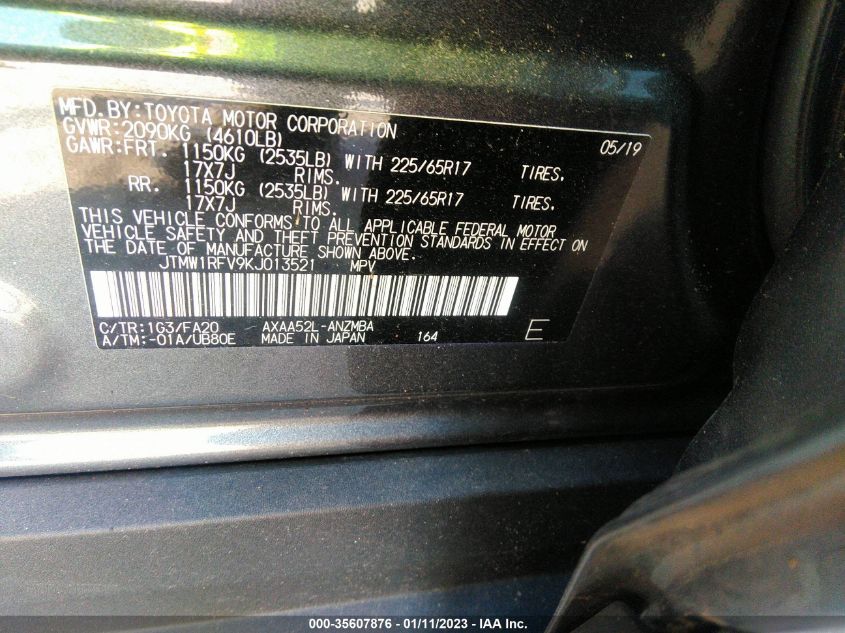 MFD.BY:TOYOTA MOTOR CORPORATION 05/19
GVWR:2090KG (4610LB)
GAWR:FRT. 1150KG (2535LB) WITH 225/65R17 TIRES,
17X7J RIMS.
RR. 1150KG (2535LB) WITH 225/65R17 TIRES,
17X7J RIMS.
THIS VEHICLE CONFORMS TO ALL APPLICABLE FEDERAL MOTOR
VEHICLE SAFETY AND THEFT PREVENTION STANDARDS IN EFFECT ON
THE DATE OF MANUFACTURE SHOWN ABOVE.
JTMW1RFV9KJ013521 MPV
C/TR:1G3/FA20 AXAA52L-ANZMBA
A/TM:-01A/UB80E MADE IN JAPAN 164 E
000-35607876 / 01/11/2023 - IAA Inc.